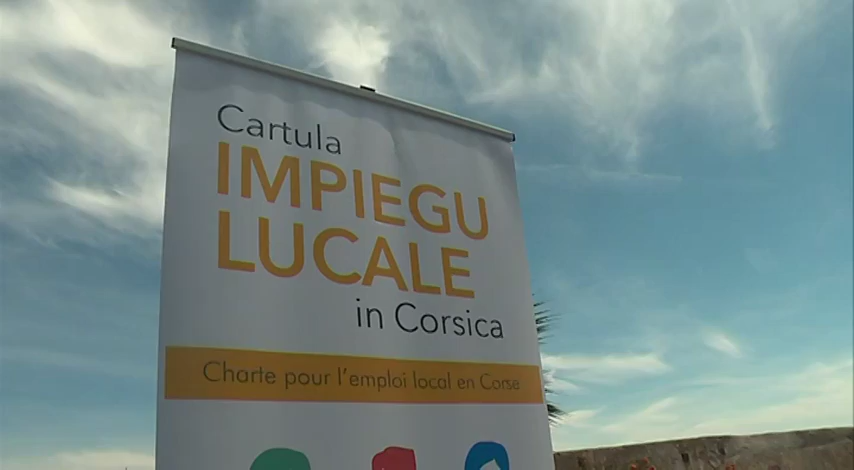 Cartula
IMPIEGU
LUCALE
in Corsica
Charte pour l'emploi local en Corse